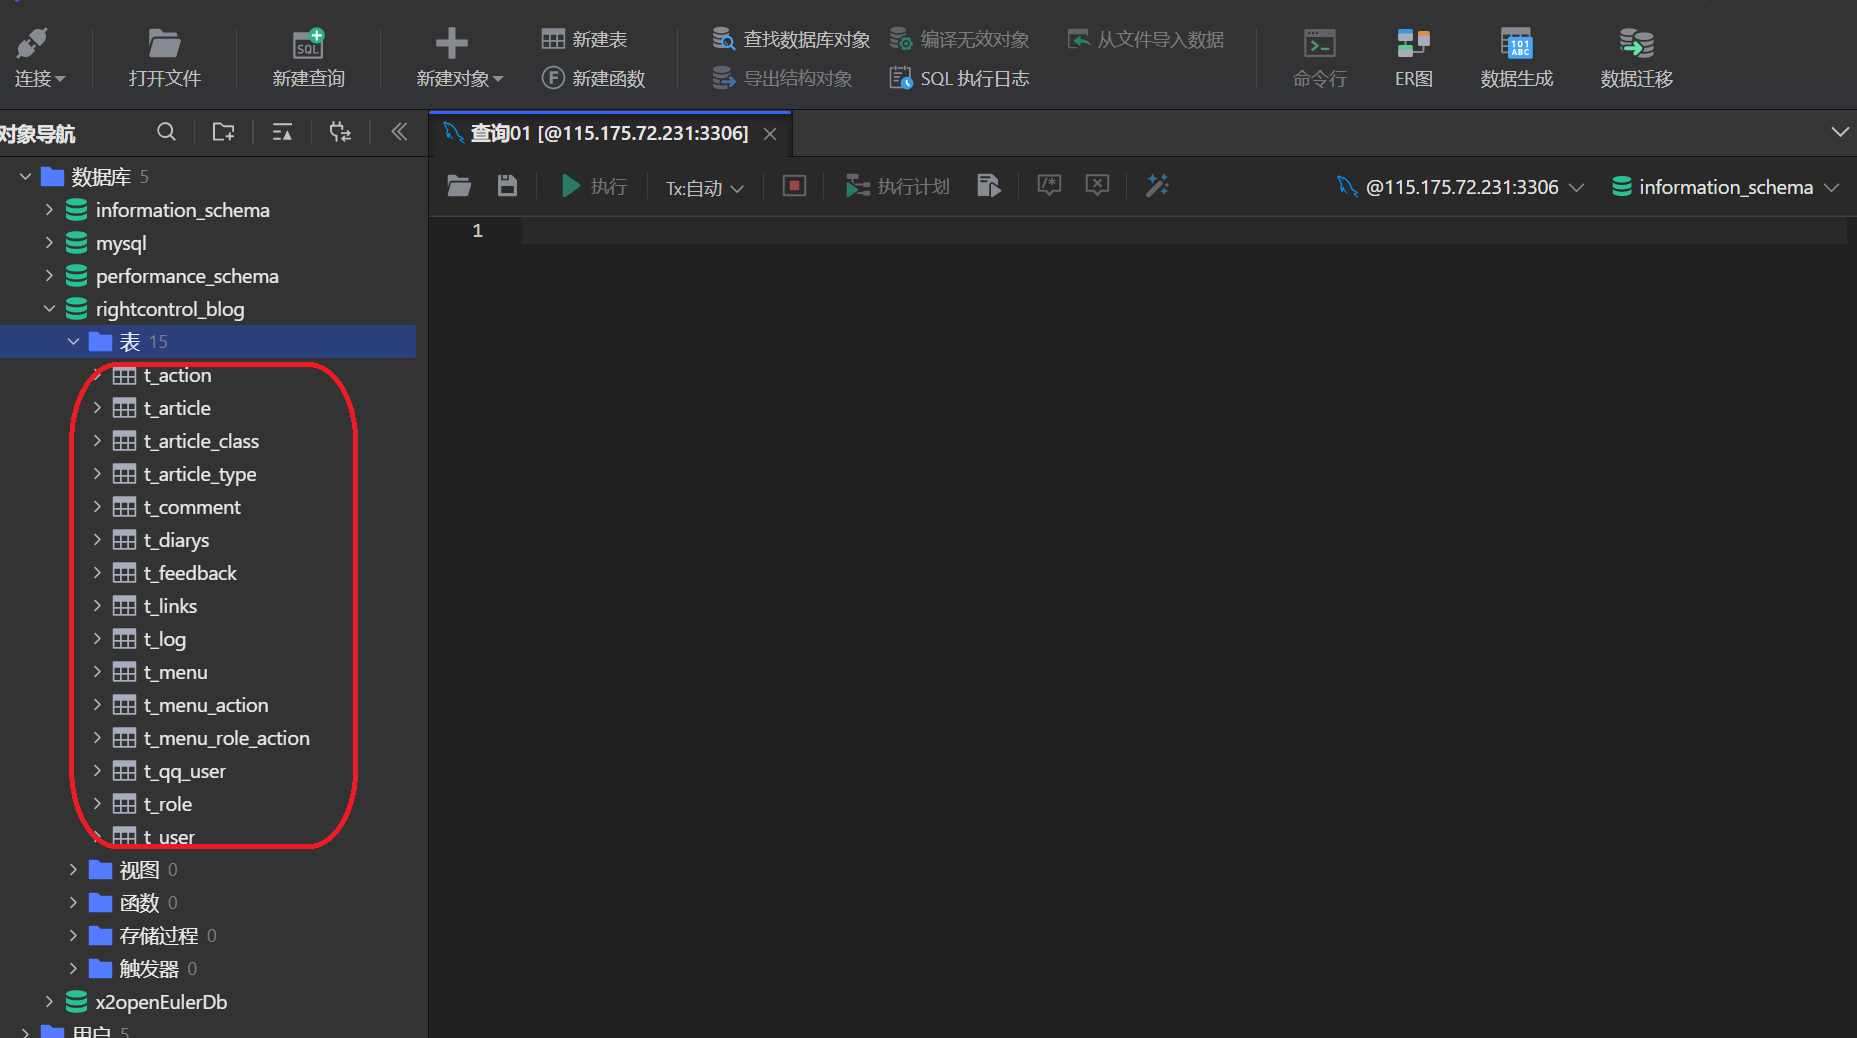 连接 打开文件 新建查询 新建对象 新建表 查找数据库对象 编译无效对象 从文件导入数据 命令行 ER图 数据生成 数据迁移
新建函数 导出结构对象 SQL 执行日志
SQL
F
101
ABC
对象导航
查询01 [@115.175.72.231:3306]
执行 Tx:自动 执行计划 @115.175.72.231:3306 information_schema
1
数据库 5
information_schema
mysql
performance_schema
rightcontrol_blog
表 15
t_action
t_article
t_article_class
t_article_type
t_comment
t_diarys
t_feedback
t_links
t_log
t_menu
t_menu_action
t_menu_role_action
t_qq_user
t_role
t_user
视图 0
函数 0
存储过程 0
触发器 0
x2openEulerDb
用户 5